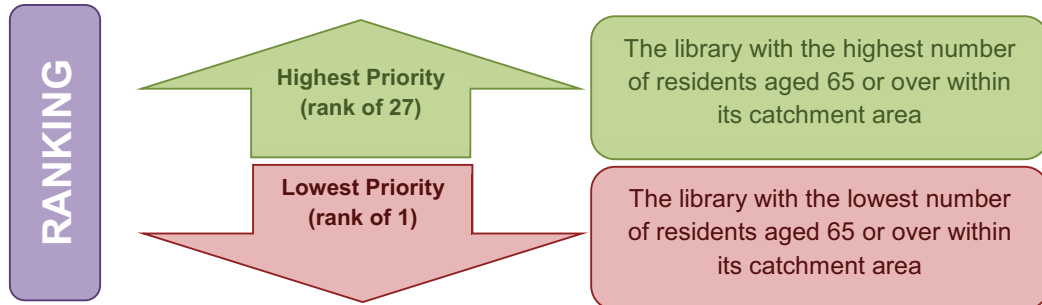 RANKING
Highest Priority
(rank of 27)
The library with the highest number
of residents aged 65 or over within
its catchment area
Lowest Priority
(rank of 1)
The library with the lowest number
of residents aged 65 or over within
its catchment area